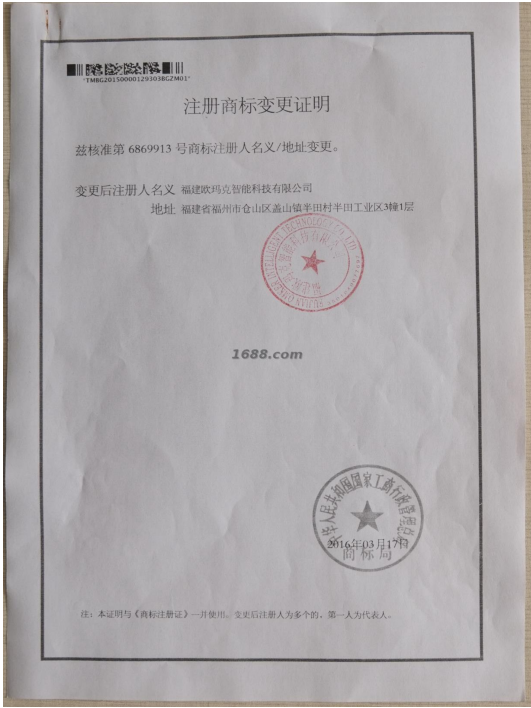 "TMBG20150000129303BGZM01"
注册商标变更证明
兹核准第 6869913 号商标注册人名义/地址变更。
变更后注册人名义 福建欧玛克智能科技有限公司
地址 福建省福州市仓山区盖山镇半田村半田工业区3幢1层
1688.com
中华人民共和国国家工商行政管理总局
2016年03月17日
商标局
注：本证明与《商标注册证》一并使用。变更后注册人为多个的，第一人为代表人。